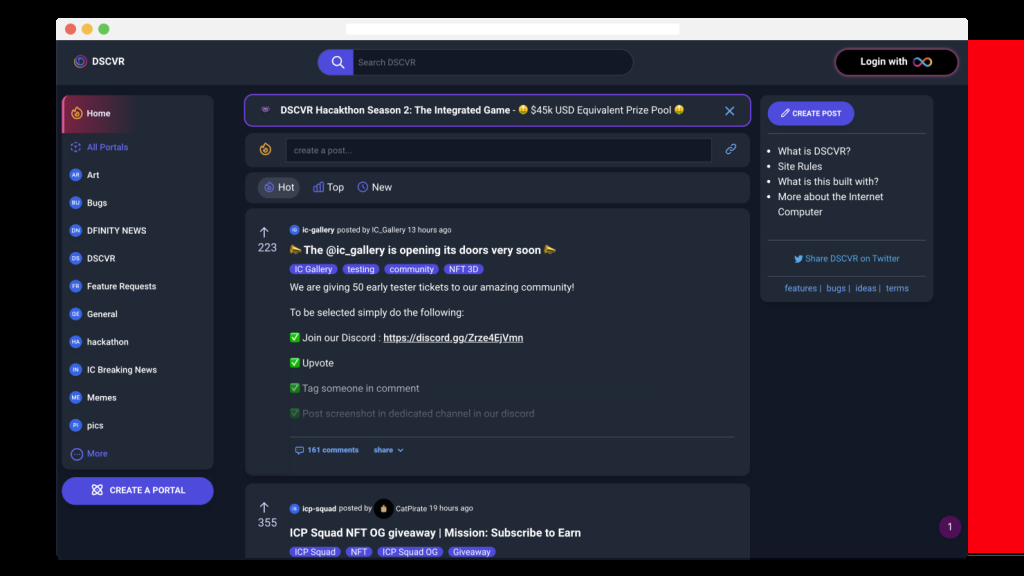 DSCVR
Search DSCVR
Login with
Home
All Portals
AR Art
BU Bugs
DN DFINITY NEWS
DS DSCVR
FR Feature Requests
GE General
HA hackathon
IN IC Breaking News
ME Memes
PI pics
More
CREATE A PORTAL
DSCVR Hacakthon Season 2: The Integrated Game - 🤑 $45k USD Equivalent Prize Pool 🤑
create a post...
Hot Top New
223
IG ic-gallery posted by IC_Gallery 13 hours ago
The @ic_gallery is opening its doors very soon
IC Gallery testing community NFT 3D
We are giving 50 early tester tickets to our amazing community!
To be selected simply do the following:
✅ Join our Discord : https://discord.gg/Zrze4EjVmn
✅ Upvote
✅ Tag someone in comment
✅ Post screenshot in dedicated channel in our discord
161 comments share
355
icp-squad posted by CatPirate 19 hours ago
ICP Squad NFT OG giveaway | Mission: Subscribe to Earn
ICP Squad NFT ICP Squad OG Giveaway
CREATE POST
• What is DSCVR?
• Site Rules
• What is this built with?
• More about the Internet
Computer
Share DSCVR on Twitter
features | bugs | ideas | terms
1